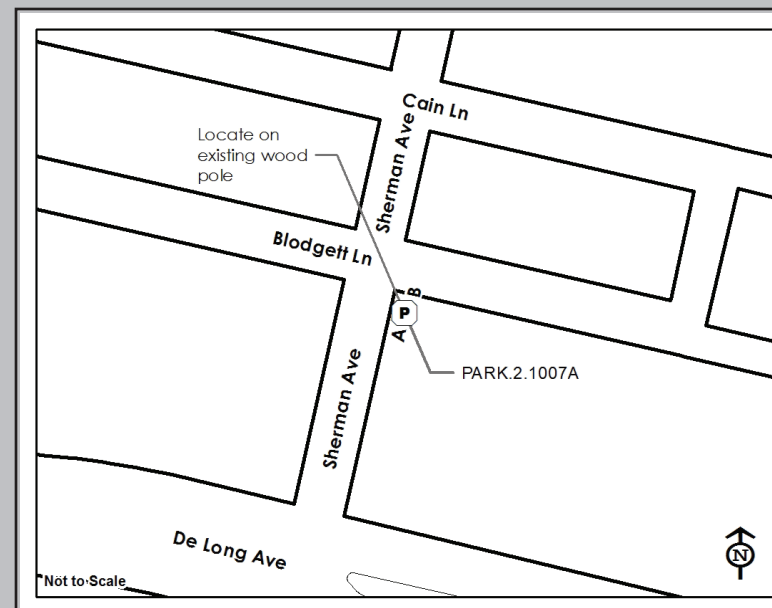 Cain Ln
Sherman Ave
Locate on
existing wood
pole
Blodgett Ln
B
P
A
PARK.2.1007A
Sherman Ave
De Long Ave
Not to Scale
N